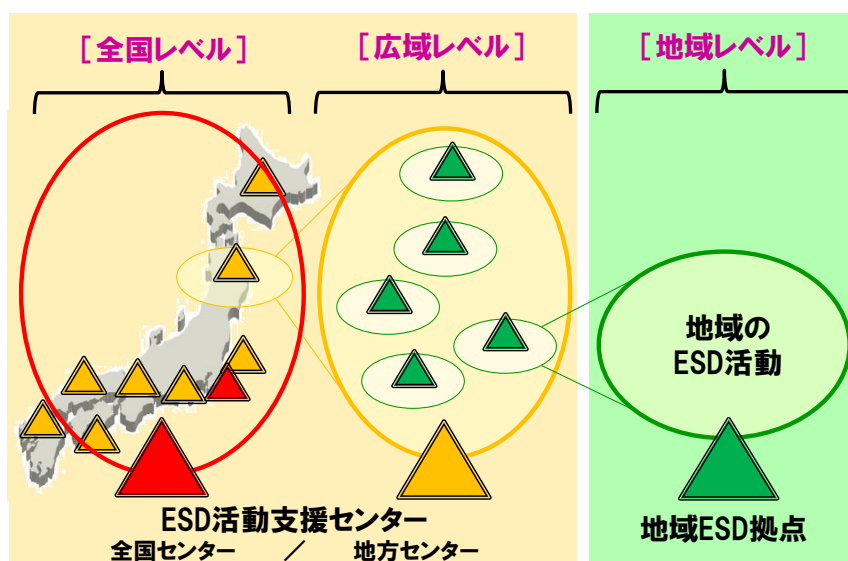 ［全国レベル］
［広域レベル］
［地域レベル］
地域の
ESD活動
ESD活動支援センター
全国センター　／　地方センター
地域ESD拠点